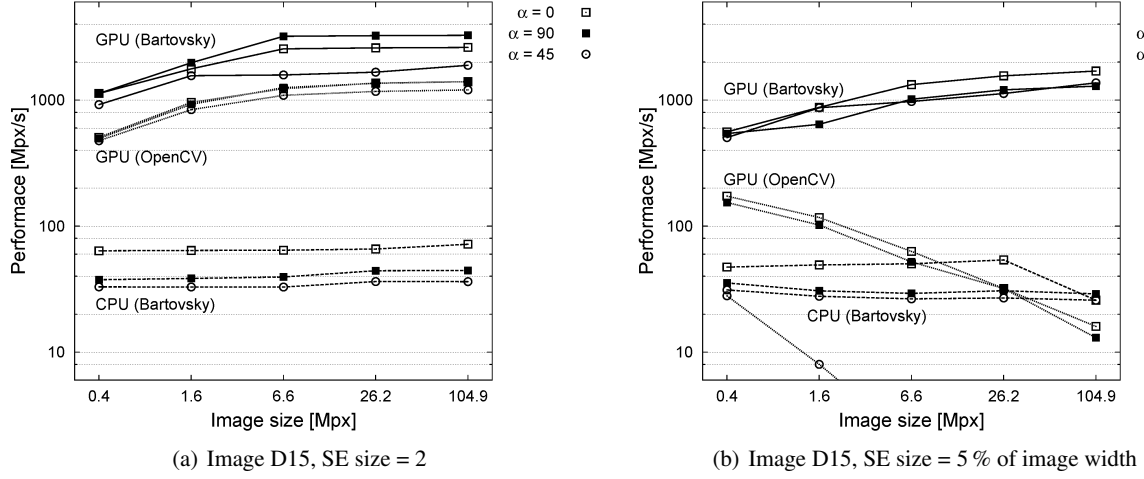 α = 0
α = 90
α = 45
GPU (Bartovsky)
GPU (OpenCV)
CPU (Bartovsky)
1000
100
10
Performace [Mpx/s]
0.4 1.6 6.6 26.2 104.9
Image size [Mpx]
(a) Image D15, SE size = 2
α
α
GPU (Bartovsky)
GPU (OpenCV)
CPU (Bartovsky)
1000
100
10
Performace [Mpx/s]
0.4 1.6 6.6 26.2 104.9
Image size [Mpx]
(b) Image D15, SE size = 5 % of image width